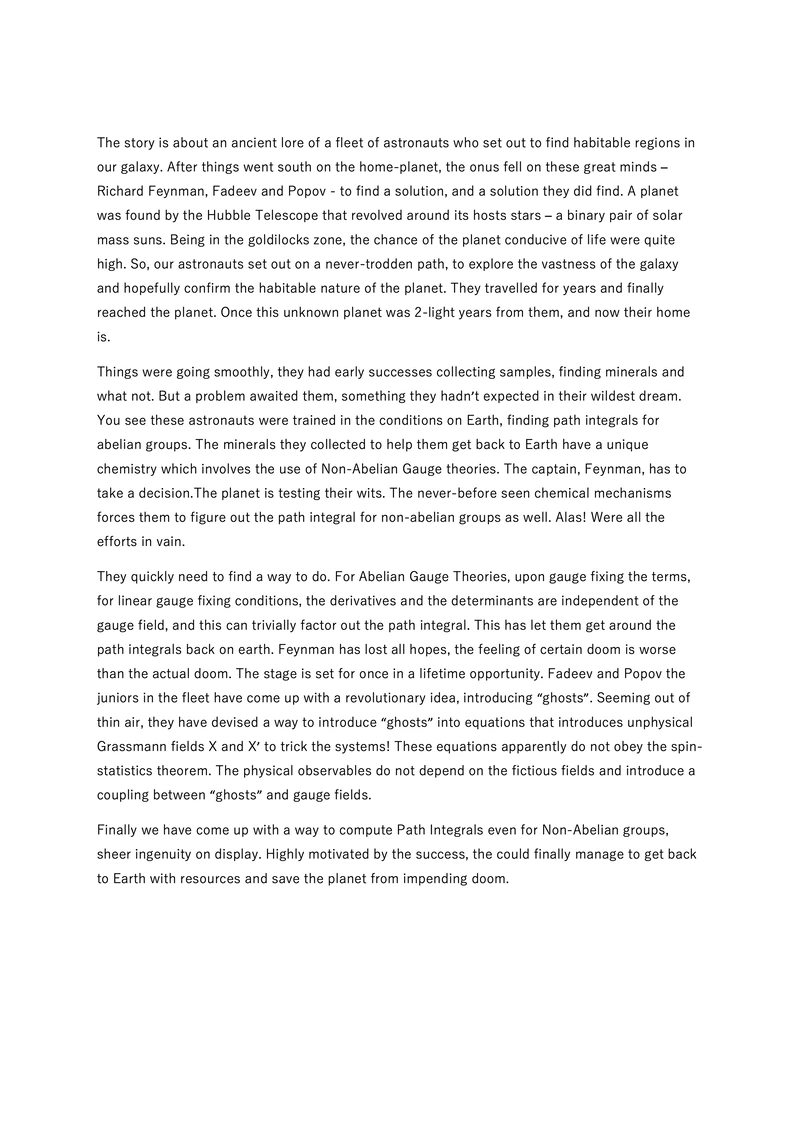 The story is about an ancient lore of a fleet of astronauts who set out to find habitable regions in
our galaxy. After things went south on the home-planet, the onus fell on these great minds –
Richard Feynman, Fadeev and Popov - to find a solution, and a solution they did find. A planet
was found by the Hubble Telescope that revolved around its hosts stars – a binary pair of solar
mass suns. Being in the goldilocks zone, the chance of the planet conducive of life were quite
high. So, our astronauts set out on a never-trodden path, to explore the vastness of the galaxy
and hopefully confirm the habitable nature of the planet. They travelled for years and finally
reached the planet. Once this unknown planet was 2-light years from them, and now their home
is.
Things were going smoothly, they had early successes collecting samples, finding minerals and
what not. But a problem awaited them, something they hadn’t expected in their wildest dream.
You see these astronauts were trained in the conditions on Earth, finding path integrals for
abelian groups. The minerals they collected to help them get back to Earth have a unique
chemistry which involves the use of Non-Abelian Gauge theories. The captain, Feynman, has to
take a decision.The planet is testing their wits. The never-before seen chemical mechanisms
forces them to figure out the path integral for non-abelian groups as well. Alas! Were all the
efforts in vain.
They quickly need to find a way to do. For Abelian Gauge Theories, upon gauge fixing the terms,
for linear gauge fixing conditions, the derivatives and the determinants are independent of the
gauge field, and this can trivially factor out the path integral. This has let them get around the
path integrals back on earth. Feynman has lost all hopes, the feeling of certain doom is worse
than the actual doom. The stage is set for once in a lifetime opportunity. Fadeev and Popov the
juniors in the fleet have come up with a revolutionary idea, introducing “ghosts”. Seeming out of
thin air, they have devised a way to introduce “ghosts” into equations that introduces unphysical
Grassmann fields X and X’ to trick the systems! These equations apparently do not obey the spin-
statistics theorem. The physical observables do not depend on the fictious fields and introduce a
coupling between “ghosts” and gauge fields.
Finally we have come up with a way to compute Path Integrals even for Non-Abelian groups,
sheer ingenuity on display. Highly motivated by the success, the could finally manage to get back
to Earth with resources and save the planet from impending doom.